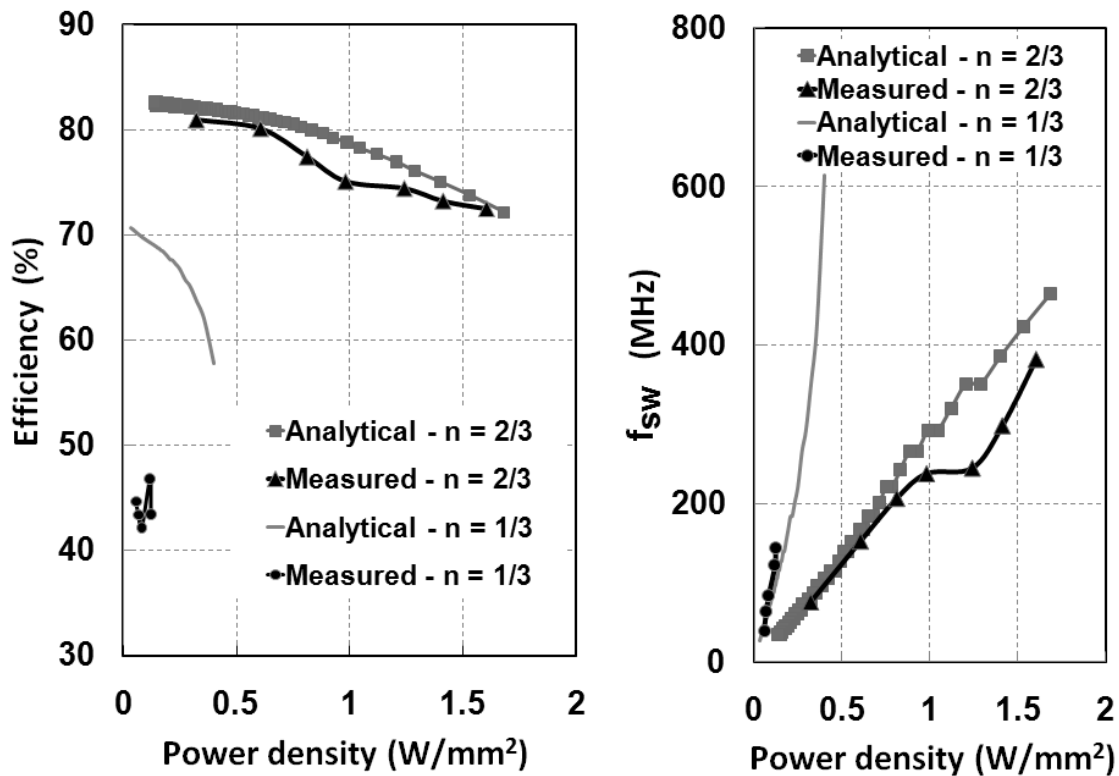 90
80
70
60
50
40
30
Efficiency (%)
Analytical - n = 2/3
Measured - n = 2/3
Analytical - n = 1/3
Measured - n = 1/3
0 0.5 1 1.5 2
Power density (W/mm²)
800
600
400
200
0
f_SW (MHz)
Analytical - n = 2/3
Measured - n = 2/3
Analytical - n = 1/3
Measured - n = 1/3
0 0.5 1 1.5 2
Power density (W/mm²)